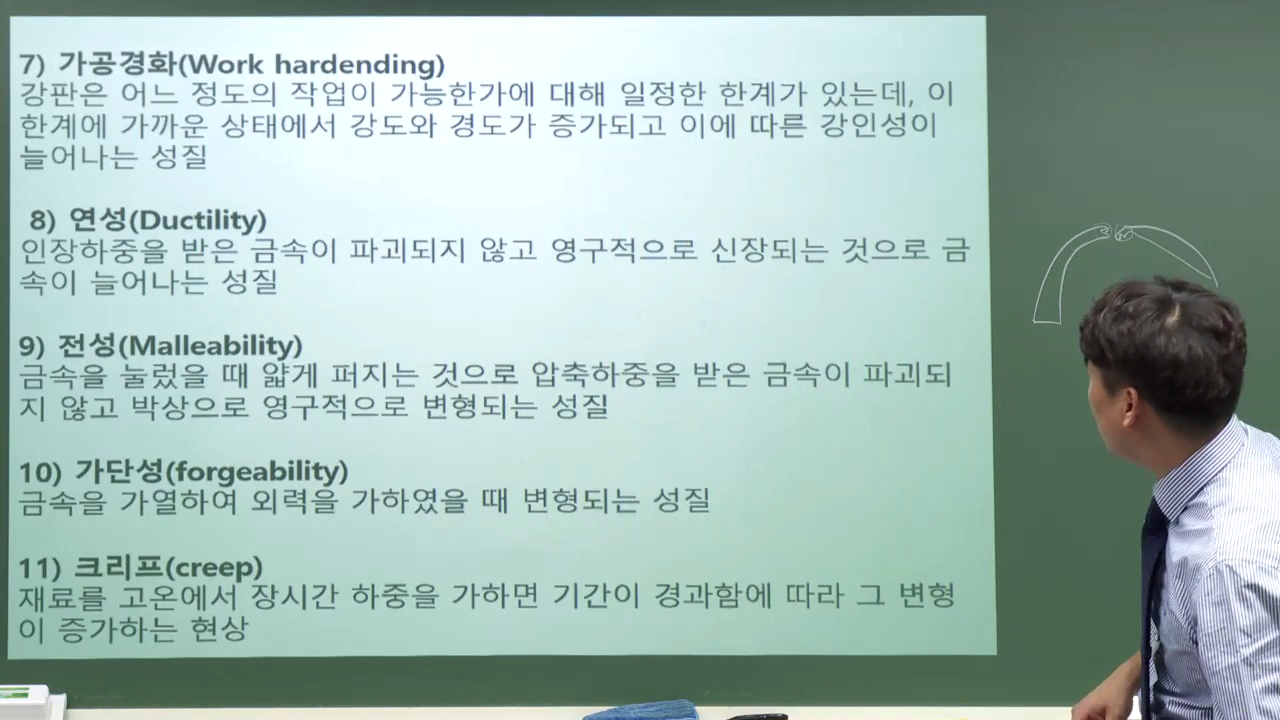 7) 가공경화(Work hardending)
강판은 어느 정도의 작업이 가능한가에 대해 일정한 한계가 있는데, 이
한계에 가까운 상태에서 강도와 경도가 증가되고 이에 따른 강인성이
늘어나는 성질
8) 연성(Ductility)
인장하중을 받은 금속이 파괴되지 않고 영구적으로 신장되는 것으로 금
속이 늘어나는 성질
9) 전성(Malleability)
금속을 눌렀을 때 얇게 퍼지는 것으로 압축하중을 받은 금속이 파괴되
지 않고 박상으로 영구적으로 변형되는 성질
10) 가단성(forgeability)
금속을 가열하여 외력을 가하였을 때 변형되는 성질
11) 크리프(creep)
재료를 고온에서 장시간 하중을 가하면 기간이 경과함에 따라 그 변형
이 증가하는 현상